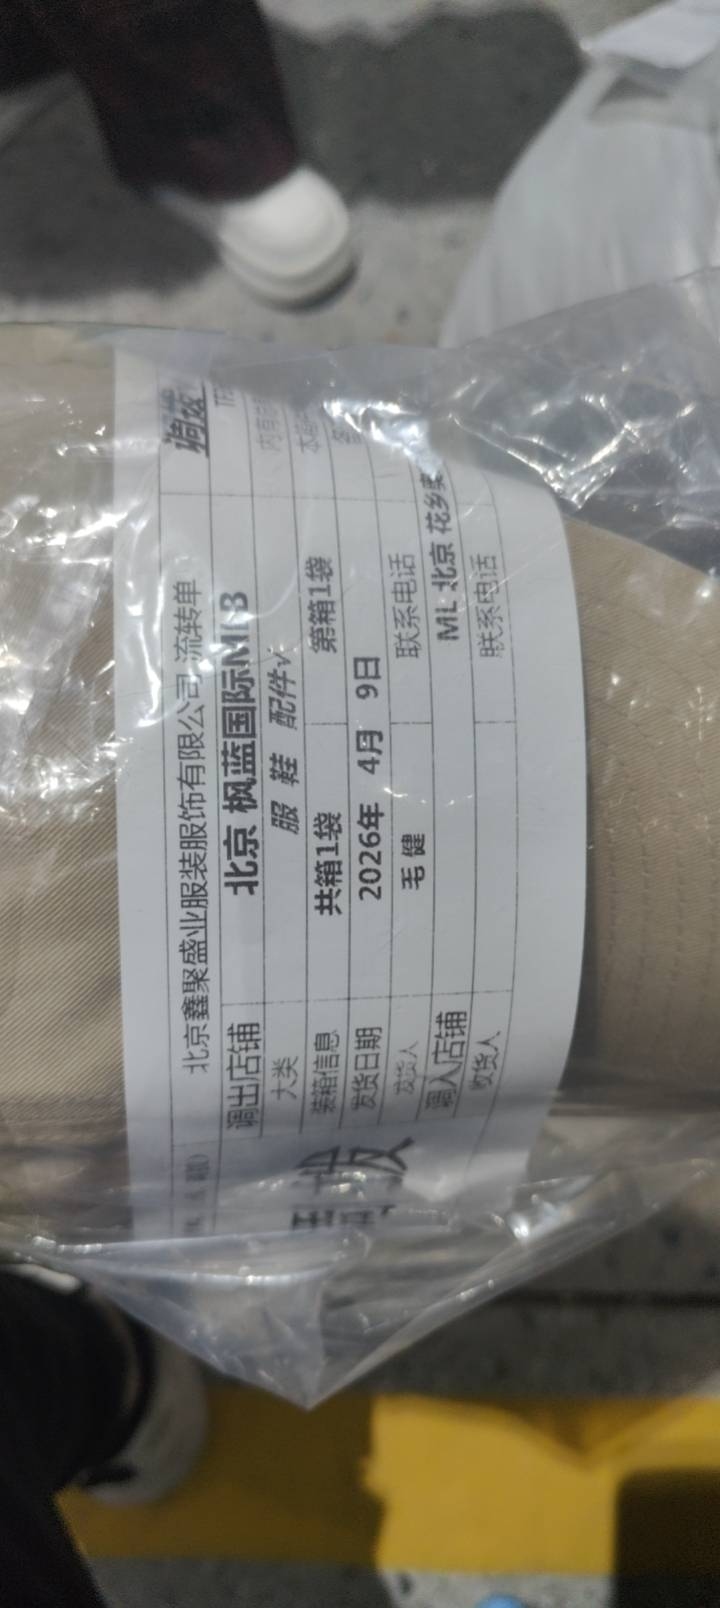 北京鑫聚盛业服装服饰有限公司 流转单
调出店铺 北京 枫蓝国际MLB
大类 服 鞋 配件√
装箱信息 共箱1袋 第箱1袋
发货日期 2026年 4月 9日
发货人 毛健 联系电话
调入店铺 ML 北京 花乡
收货人 联系电话